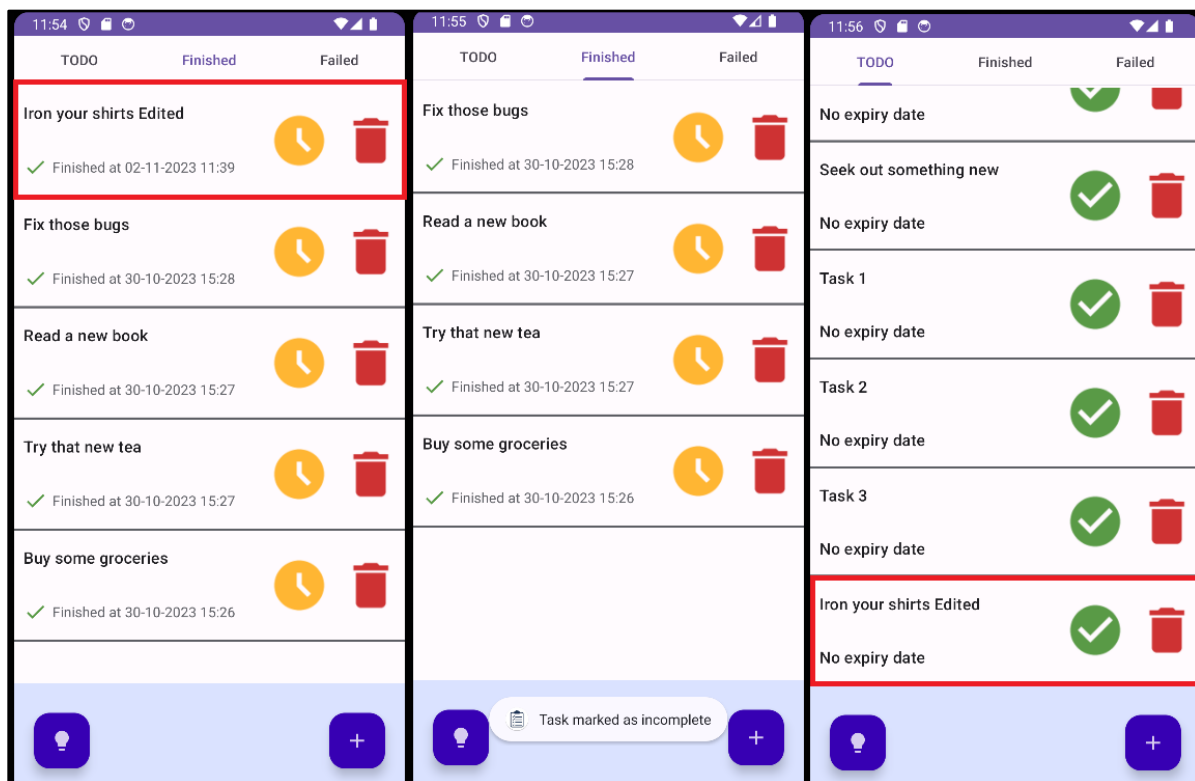 11:54
TODO Finished Failed
Iron your shirts Edited
Finished at 02-11-2023 11:39
Fix those bugs
Finished at 30-10-2023 15:28
Read a new book
Finished at 30-10-2023 15:27
Try that new tea
Finished at 30-10-2023 15:27
Buy some groceries
Finished at 30-10-2023 15:26
+
11:55
TODO Finished Failed
Fix those bugs
Finished at 30-10-2023 15:28
Read a new book
Finished at 30-10-2023 15:27
Try that new tea
Finished at 30-10-2023 15:27
Buy some groceries
Finished at 30-10-2023 15:26
Task marked as incomplete
+
11:56
TODO Finished Failed
No expiry date
Seek out something new
No expiry date
Task 1
No expiry date
Task 2
No expiry date
Task 3
No expiry date
Iron your shirts Edited
No expiry date
+